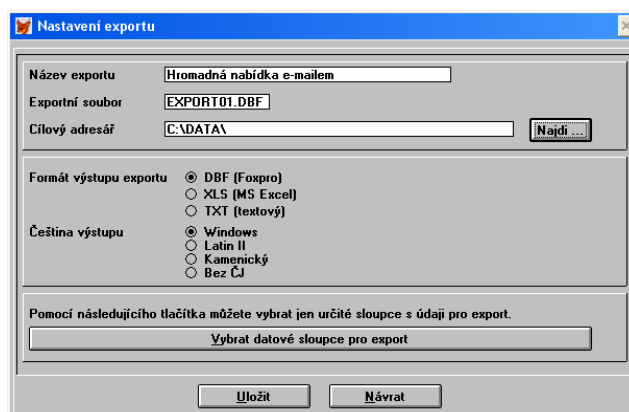 Nastavení exportu
Název exportu Hromadná nabídka e-mailem
Exportní soubor EXPORT01.DBF
Cílový adresář C:\DATA\ Najdi ...
Formát výstupu exportu DBF (Foxpro)
XLS (MS Excel)
TXT (textový)
Čeština výstupu Windows
Latin II
Kamenický
Bez ČJ
Pomocí následujícího tlačítka můžete vybrat jen určité sloupce s údaji pro export.
Vybrat datové sloupce pro export
Uložit Návrat